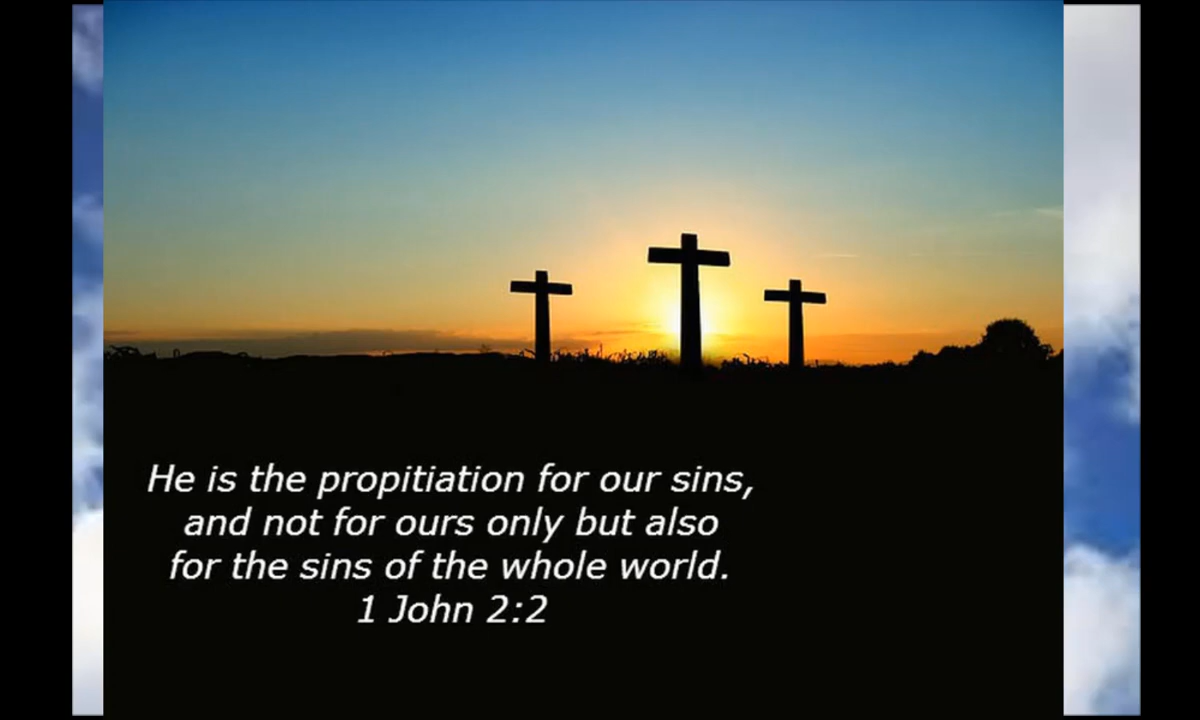 He is the propitiation for our sins,
and not for ours only but also
for the sins of the whole world.
1 John 2:2